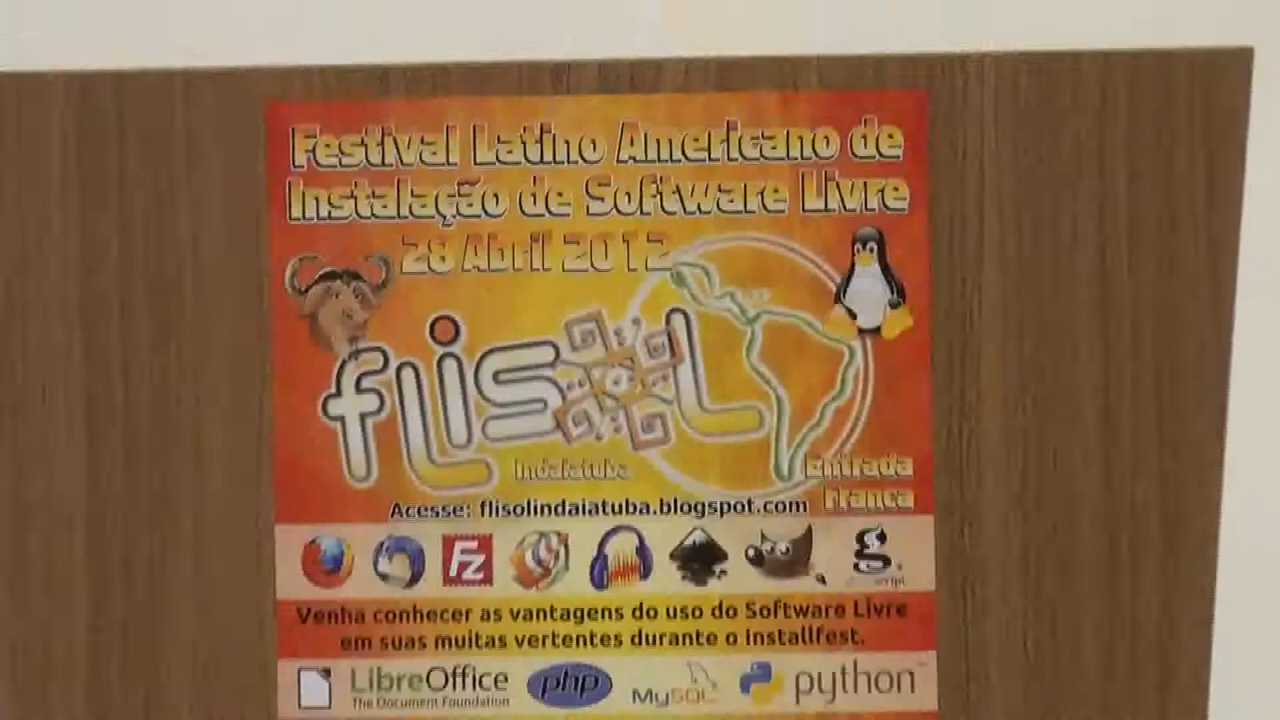 Festival Latino Americano de
Instalação de Software Livre
28 Abril 2012
flisol
Indaiatuba
Entrada
Franca
Acesse: flisolindaiatuba.blogspot.com
Fz
g
script
Venha conhecer as vantagens do uso do Software Livre
em suas muitas vertentes durante o Installfest.
LibreOffice
The Document Foundation
php
MySQL
python